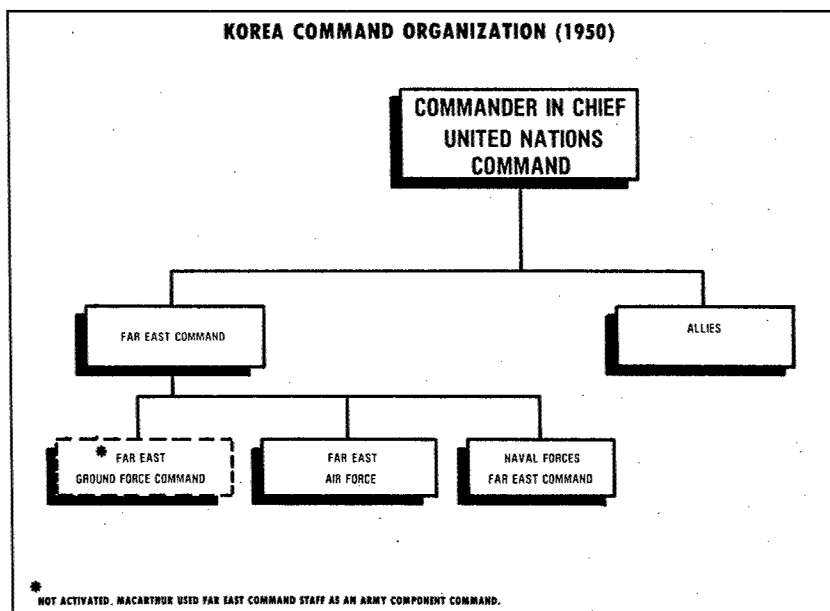 KOREA COMMAND ORGANIZATION (1950)
COMMANDER IN CHIEF
UNITED NATIONS
COMMAND
FAR EAST COMMAND
ALLIES
* FAR EAST
GROUND FORCE COMMAND
FAR EAST
AIR FORCE
NAVAL FORCES
FAR EAST COMMAND
* NOT ACTIVATED, MACARTHUR USED FAR EAST COMMAND STAFF AS AN ARMY COMPONENT COMMAND.